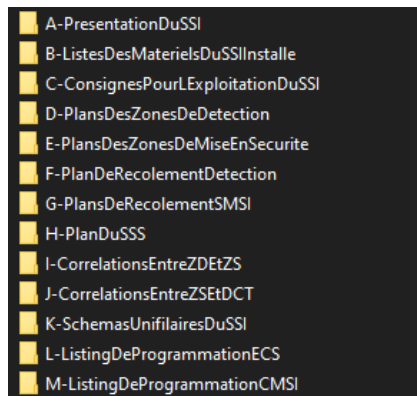 A-PresentationDuSSI
B-ListesDesMaterielsDuSSIInstalle
C-ConsignesPourLExploitationDuSSI
D-PlansDesZonesDeDetection
E-PlansDesZonesDeMiseEnSecurite
F-PlanDeRecolementDetection
G-PlansDeRecolementSMSI
H-PlanDuSSS
I-CorrelationsEntreZDEtZS
J-CorrelationsEntreZSEtDCT
K-SchemasUnifilairesDuSSI
L-ListingDeProgrammationECS
M-ListingDeProgrammationCMSI